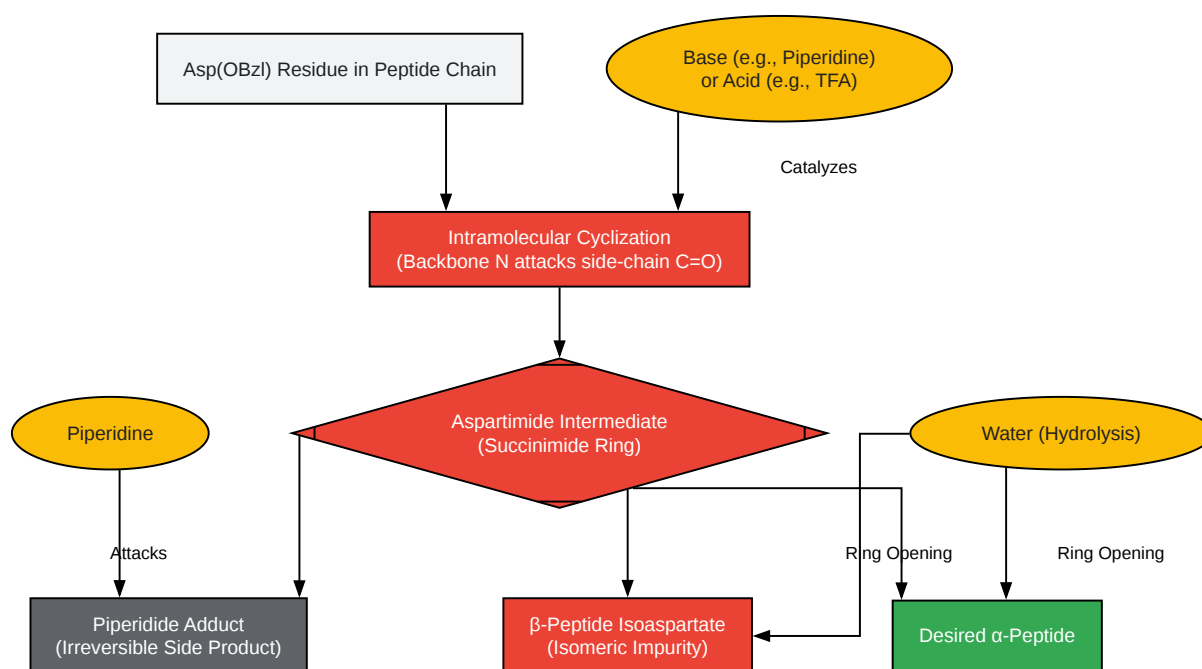 Asp(OBzl) Residue in Peptide Chain
Base (e.g., Piperidine)
or Acid (e.g., TFA)
Catalyzes
Intramolecular Cyclization
(Backbone N attacks side-chain C=O)
Piperidine
Aspartimide Intermediate
(Succinimide Ring)
Water (Hydrolysis)
Attacks
Ring Opening
Ring Opening
Piperidide Adduct
(Irreversible Side Product)
β-Peptide Isoaspartate
(Isomeric Impurity)
Desired α-Peptide